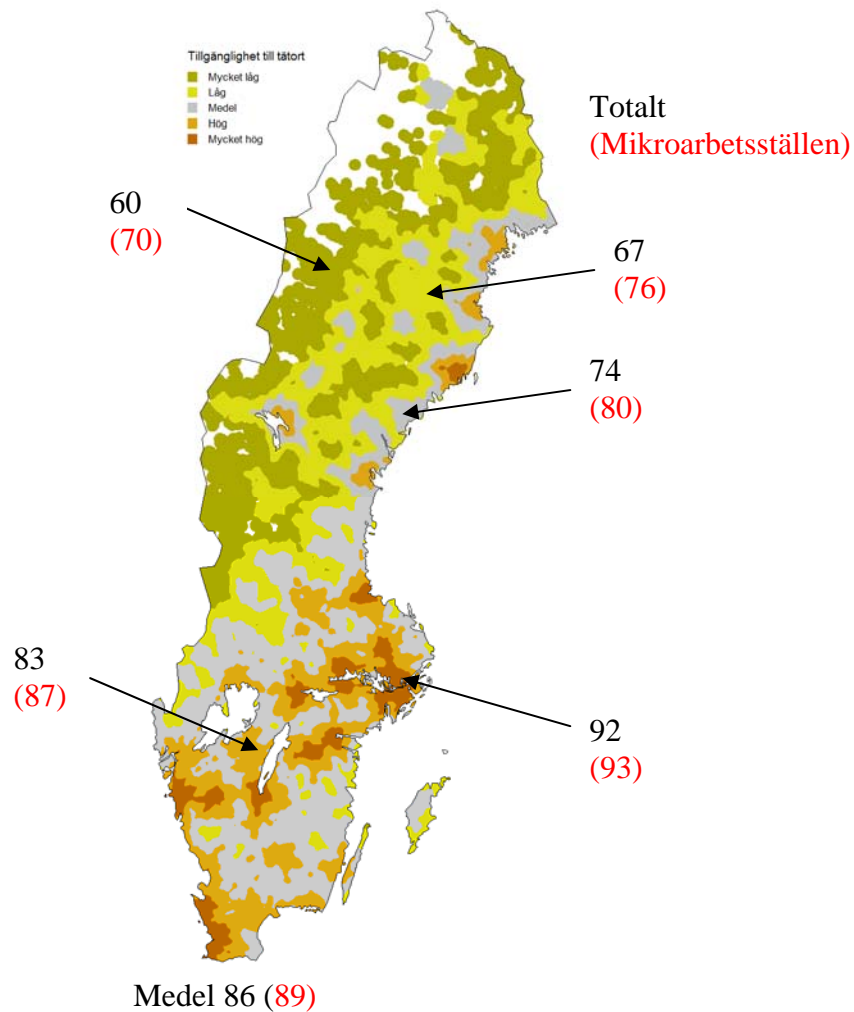 Tillgänglighet till tätort
Mycket låg
Låg
Medel
Hög
Mycket hög
Totalt
(Mikroarbetsställen)
60
(70)
67
(76)
74
(80)
83
(87)
92
(93)
Medel 86 (89)